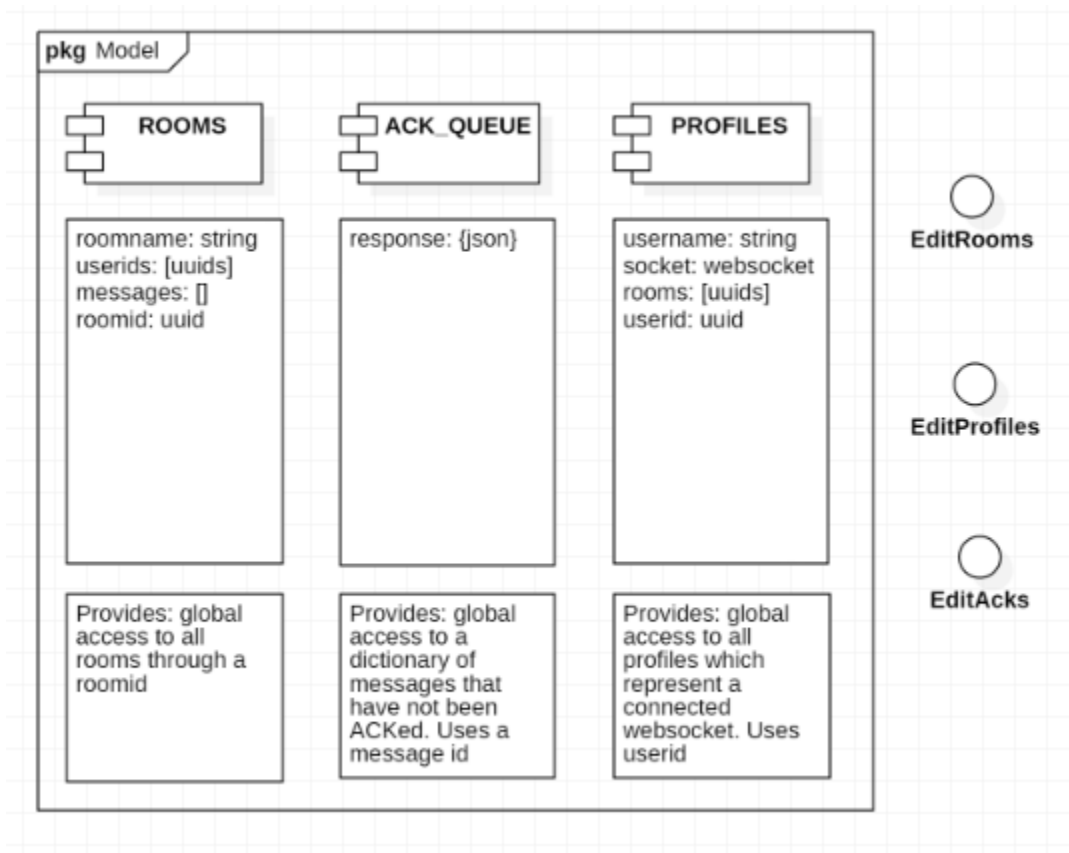 pkg Model
ROOMS
ACK_QUEUE
PROFILES
roomname: string
userids: [uuids]
messages: []
roomid: uuid
response: {json}
username: string
socket: websocket
rooms: [uuids]
userid: uuid
Provides: global
access to all
rooms through a
roomid
Provides: global
access to a
dictionary of
messages that
have not been
ACKed. Uses a
message id
Provides: global
access to all
profiles which
represent a
connected
websocket. Uses
userid
EditRooms
EditProfiles
EditAcks